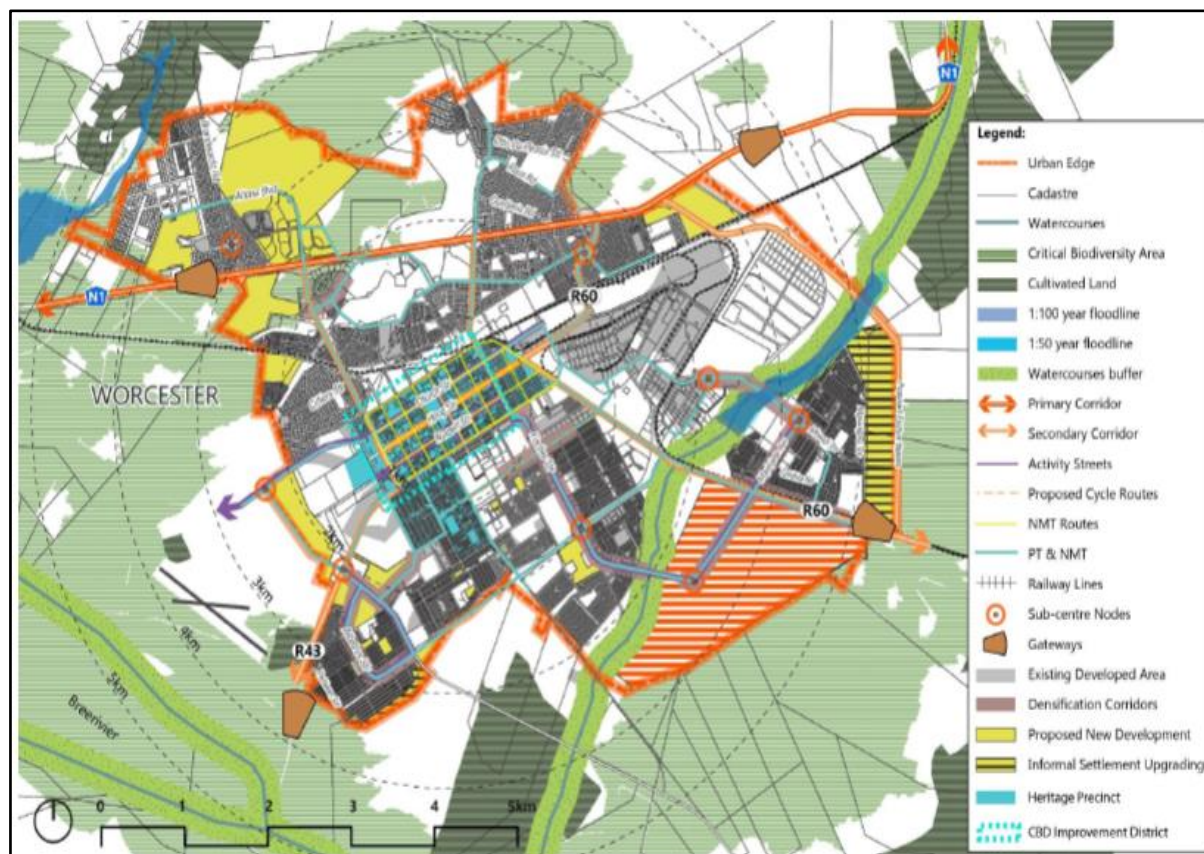 N1
N1
R60
WORCESTER
R60
R43
2km
3km
4km
5km
Breerivier
0 1 2 3 4 5km
Legend:
Urban Edge
Cadastre
Watercourses
Critical Biodiversity Area
Cultivated Land
1:100 year floodline
1:50 year floodline
Watercourses buffer
Primary Corridor
Secondary Corridor
Activity Streets
Proposed Cycle Routes
NMT Routes
PT & NMT
Railway Lines
Sub-centre Nodes
Gateways
Existing Developed Area
Densification Corridors
Proposed New Development
Informal Settlement Upgrading
Heritage Precinct
CBD Improvement District